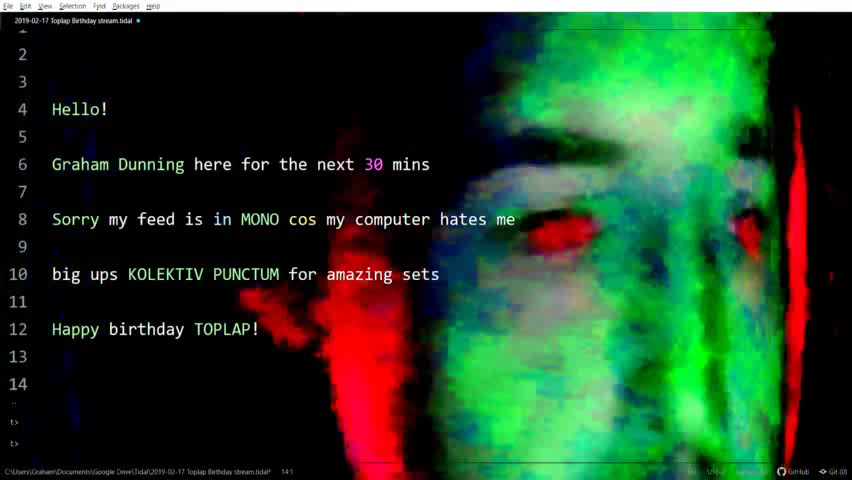 File Edit View Selection Find Packages Help
2019-02-17 Toplap Birthday stream.tidal
1
2
3
4 Hello!
5
6 Graham Dunning here for the next 30 mins
7
8 Sorry my feed is in MONO cos my computer hates me
9
10 big ups KOLEKTIV PUNCTUM for amazing sets
11
12 Happy birthday TOPLAP!
13
14
t>
t>
C:\Users\Graham\Documents\Google Drive\Tidal\2019-02-17 Toplap Birthday stream.tidal* 14:1 GitHub Git (0)